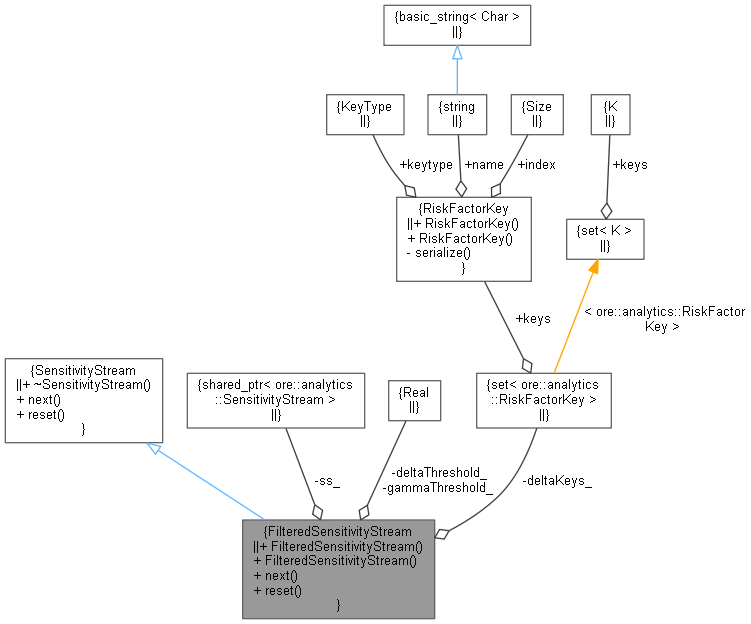 {basic_string< Char >
||}
{KeyType
||}
{string
||}
{Size
||}
{K
||}
+keytype
+name
+index
+keys
{RiskFactorKey
||+ RiskFactorKey()
+ RiskFactorKey()
- serialize()
}
{set< K >
||}
+keys
< ore::analytics::RiskFactor
Key >
{SensitivityStream
||+ ~SensitivityStream()
+ next()
+ reset()
}
{shared_ptr< ore::analytics
::SensitivityStream >
||}
{Real
||}
{set< ore::analytics
::RiskFactorKey >
||}
-ss_
-deltaThreshold_
-gammaThreshold_
-deltaKeys_
{FilteredSensitivityStream
||+ FilteredSensitivityStream()
+ FilteredSensitivityStream()
+ next()
+ reset()
}